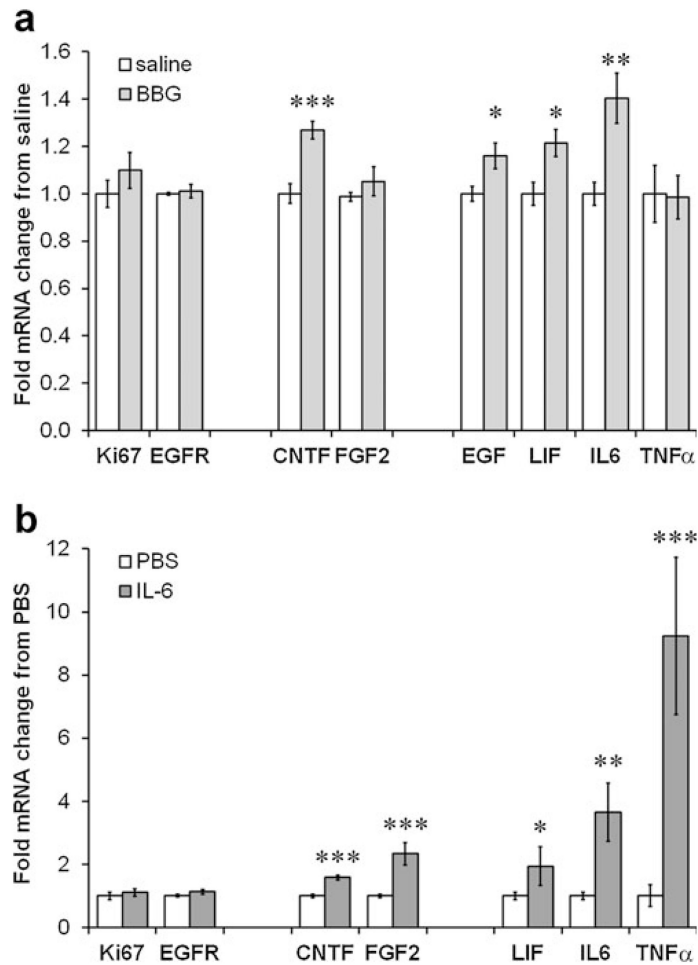 a
Fold mRNA change from saline
1.6
1.4
1.2
1.0
0.8
0.6
0.4
0.2
0.0
saline
BBG
***
*
*
**
Ki67 EGFR CNTF FGF2 EGF LIF IL6 TNFα
b
Fold mRNA change from PBS
12
10
8
6
4
2
0
PBS
IL-6
***
***
*
**
***
Ki67 EGFR CNTF FGF2 LIF IL6 TNFα